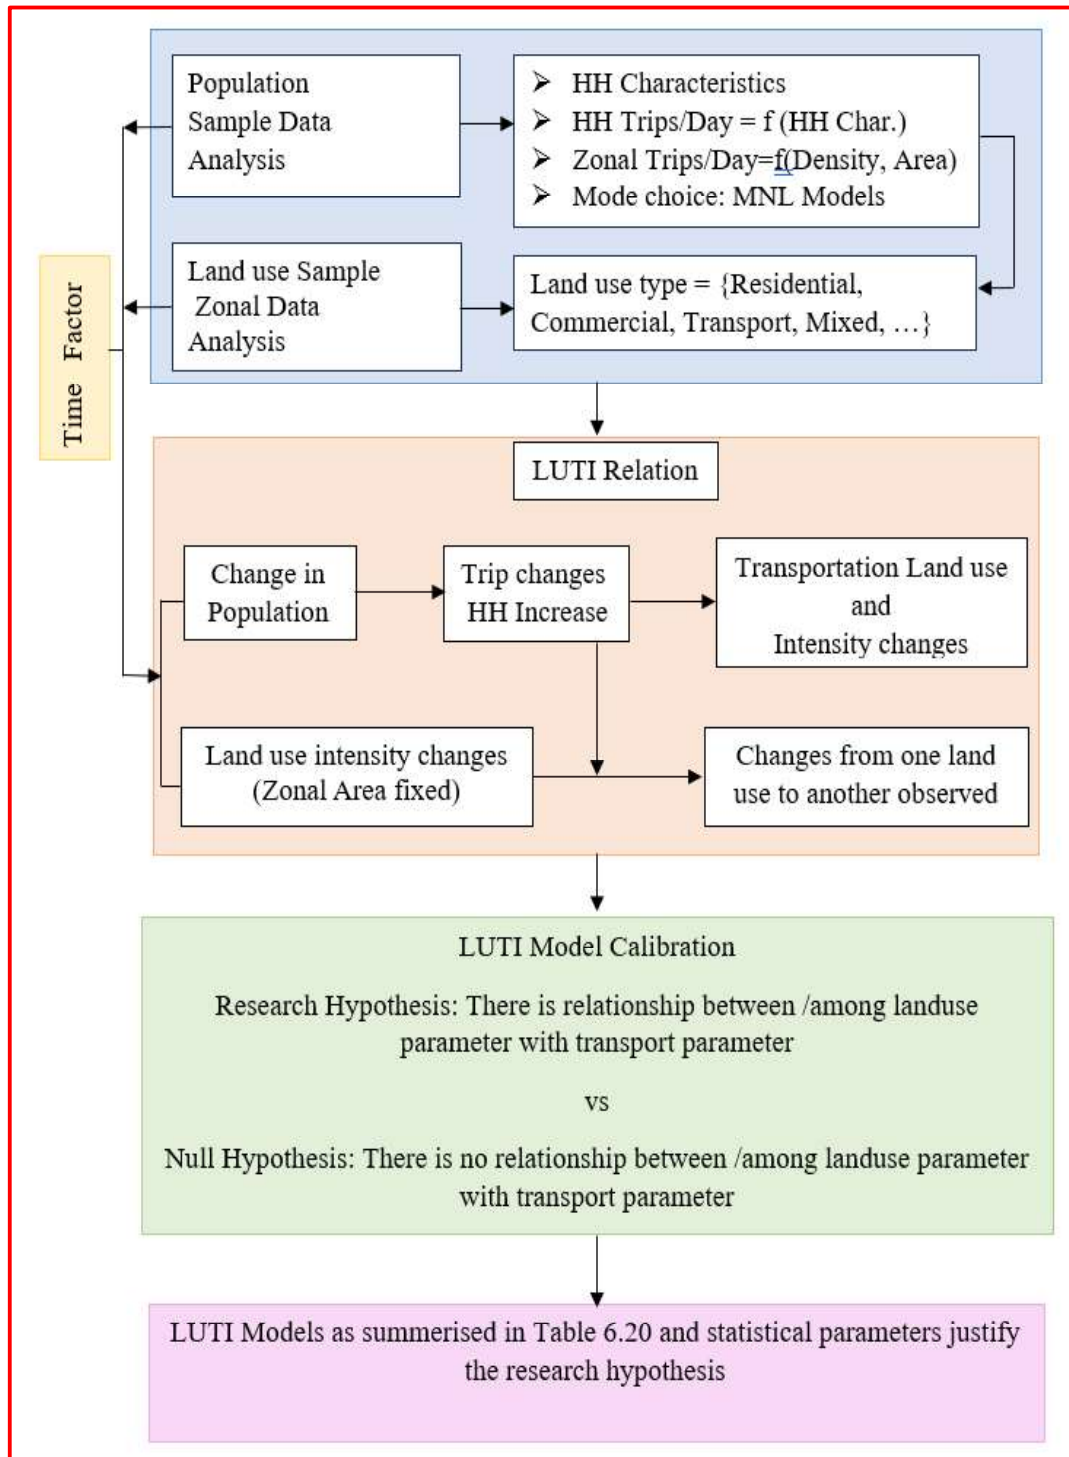 Population
Sample Data
Analysis
➢ HH Characteristics
➢ HH Trips/Day = f (HH Char.)
➢ Zonal Trips/Day=f(Density, Area)
➢ Mode choice: MNL Models
Land use Sample
Zonal Data
Analysis
Land use type = {Residential,
Commercial, Transport, Mixed, …}
Time Factor
LUTI Relation
Change in
Population
Trip changes
HH Increase
Transportation Land use
and
Intensity changes
Land use intensity changes
(Zonal Area fixed)
Changes from one land
use to another observed
LUTI Model Calibration
Research Hypothesis: There is relationship between /among landuse
parameter with transport parameter
vs
Null Hypothesis: There is no relationship between /among landuse parameter
with transport parameter
LUTI Models as summerised in Table 6.20 and statistical parameters justify
the research hypothesis